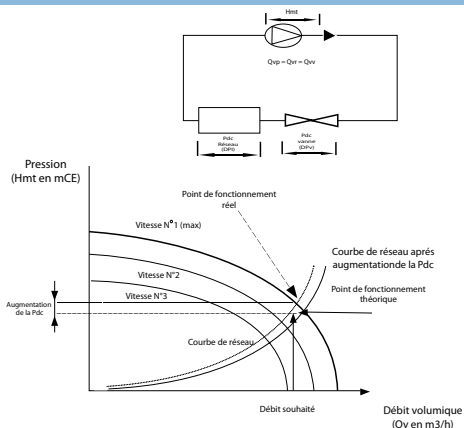 Hmt
Qvp = Qvr = Qvv
Pdc
Réseau
(DPl)
Pdc
vanne
(DPv)
Pression
(Hmt en mCE)
Point de fonctionnement
réel
Vitesse N°1 (max)
Courbe de réseau aprés
augmentationde la Pdc
Vitesse N°2
Point de fonctionnement
théorique
Vitesse N°3
Augmentation
de la Pdc
Courbe de réseau
Débit souhaité
Débit volumique
(Qv en m3/h)